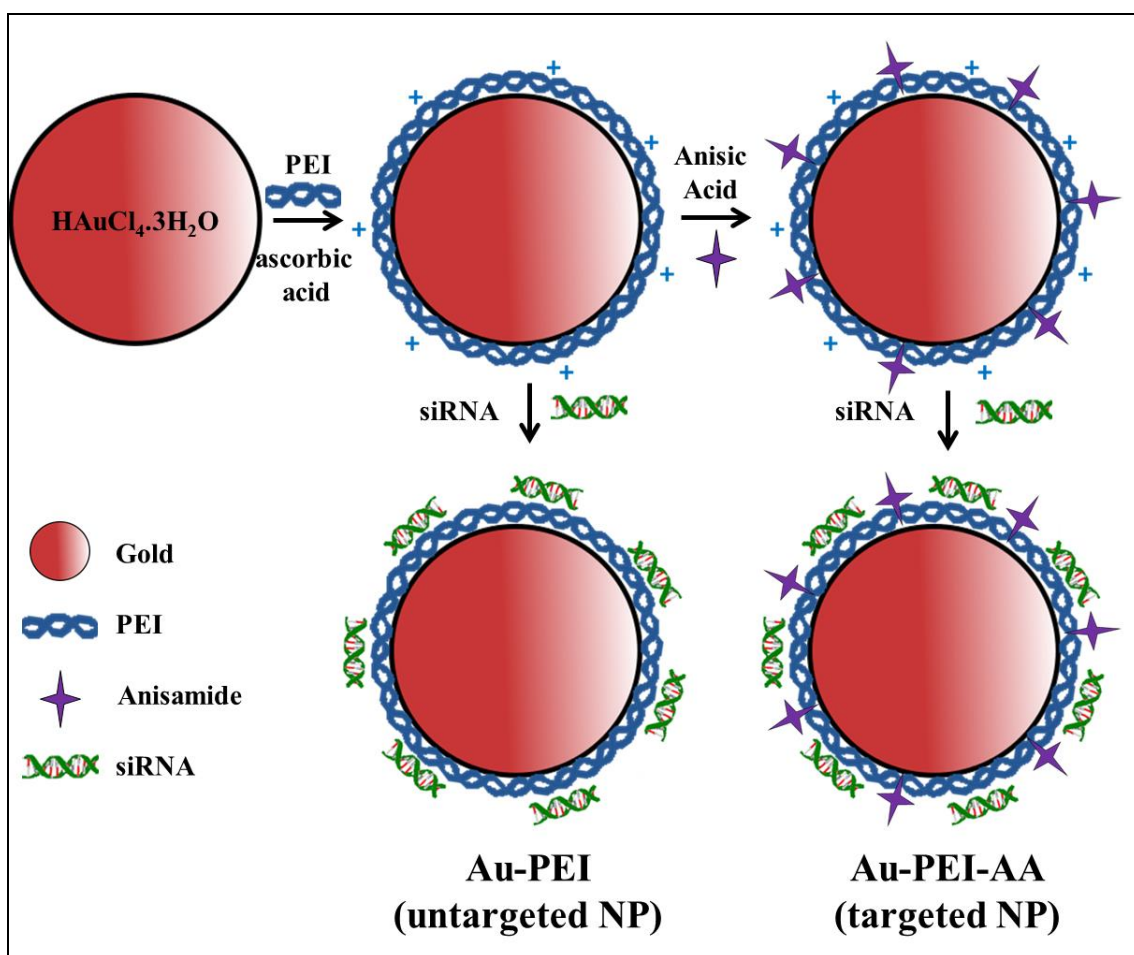 HAuCl₄.3H₂O
PEI
ascorbic
acid
+
+
+
+
+
+
+
+
Anisic
Acid
+
+
+
+
+
+
siRNA
siRNA
Gold
PEI
Anisamide
siRNA
Au-PEI
(untargeted NP)
Au-PEI-AA
(targeted NP)